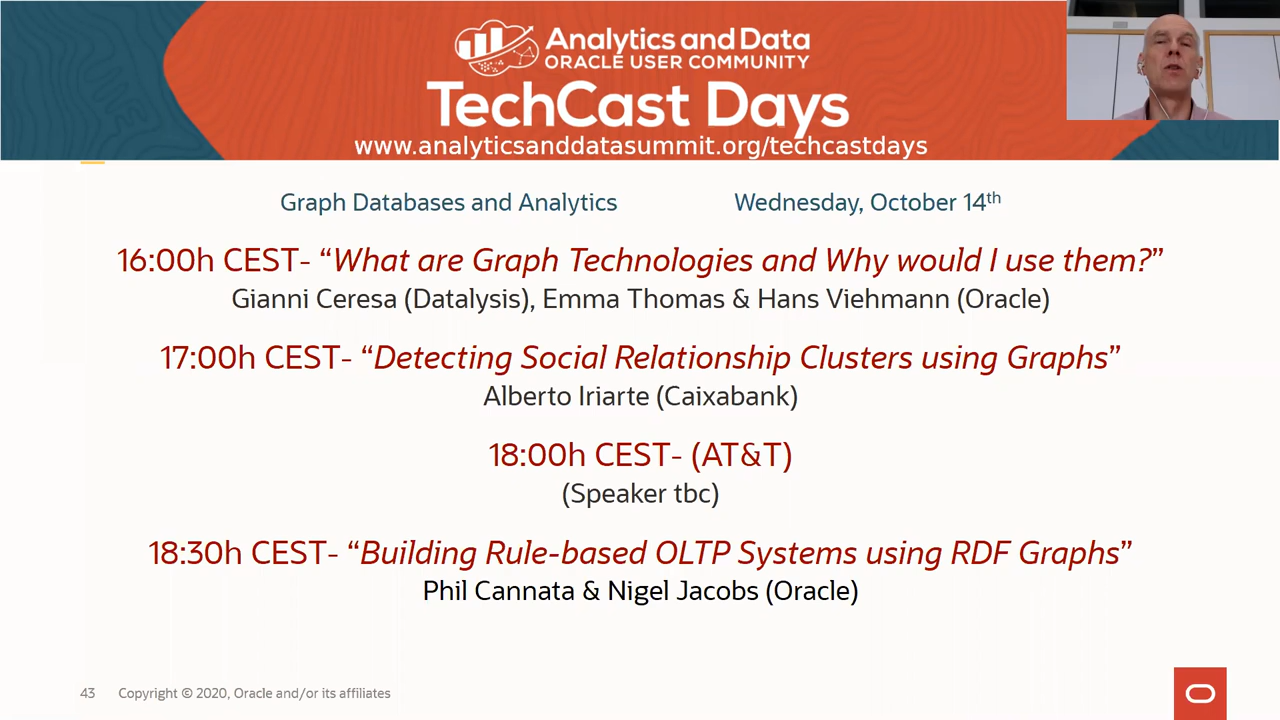 Analytics and Data
ORACLE USER COMMUNITY
TechCast Days
www.analyticsanddatasummit.org/techcastdays
Graph Databases and Analytics Wednesday, October 14th
16:00h CEST- “What are Graph Technologies and Why would I use them?”
Gianni Ceresa (Datalysis), Emma Thomas & Hans Viehmann (Oracle)
17:00h CEST- “Detecting Social Relationship Clusters using Graphs”
Alberto Iriarte (Caixabank)
18:00h CEST- (AT&T)
(Speaker tbc)
18:30h CEST- “Building Rule-based OLTP Systems using RDF Graphs”
Phil Cannata & Nigel Jacobs (Oracle)
43 Copyright © 2020, Oracle and/or its affiliates